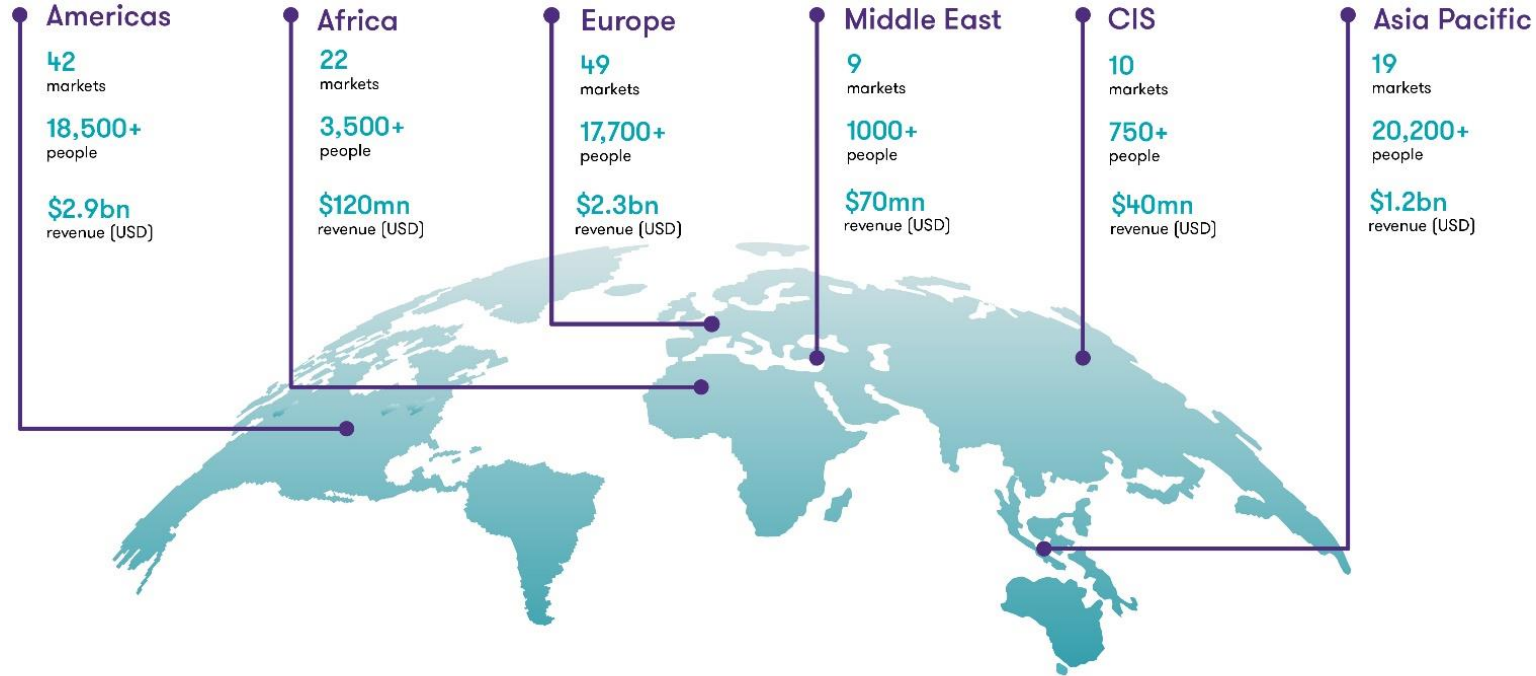 Americas
42
markets
18,500+
people
$2.9bn
revenue (USD)
Africa
22
markets
3,500+
people
$120mn
revenue (USD)
Europe
49
markets
17,700+
people
$2.3bn
revenue (USD)
Middle East
9
markets
1000+
people
$70mn
revenue (USD)
CIS
10
markets
750+
people
$40mn
revenue (USD)
Asia Pacific
19
markets
20,200+
people
$1.2bn
revenue (USD)